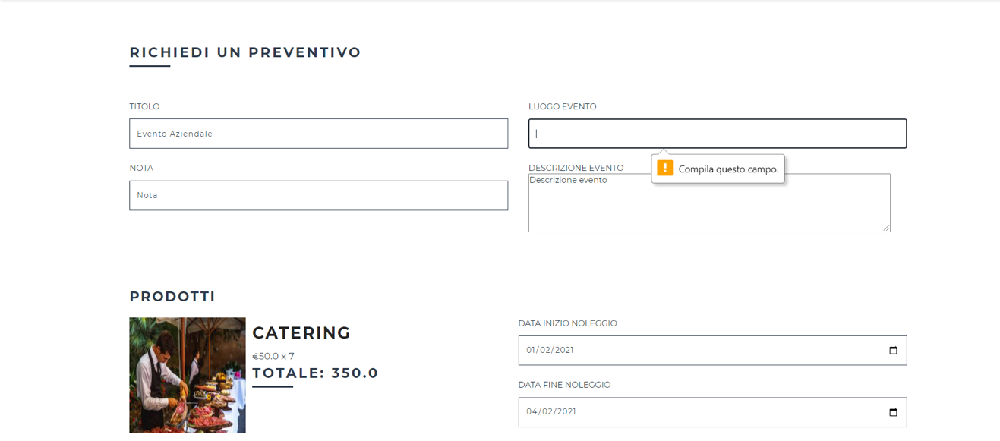 RICHIEDI UN PREVENTIVO
TITOLO
Evento Aziendale
LUOGO EVENTO
Compila questo campo.
NOTA
Nota
DESCRIZIONE EVENTO
Descrizione evento
PRODOTTI
CATERING
€50.0 x 7
TOTALE: 350.0
DATA INIZIO NOLEGGIO
01/02/2021
DATA FINE NOLEGGIO
04/02/2021